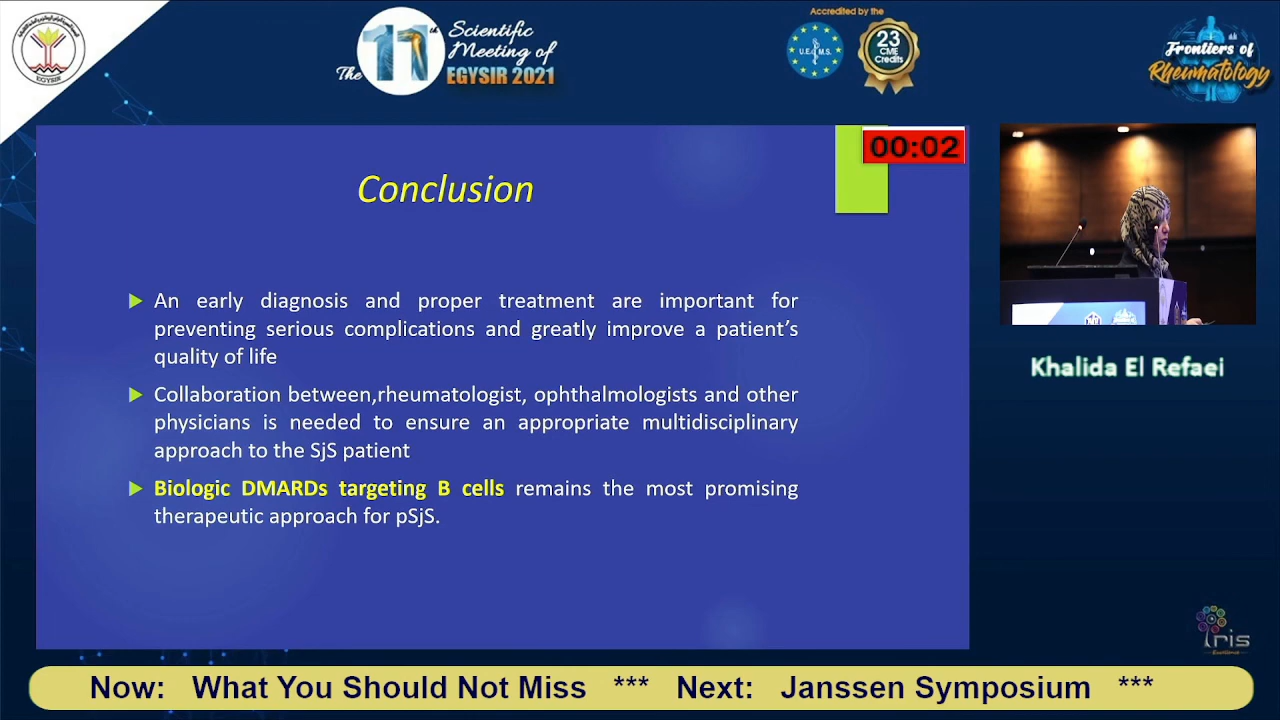 EGYSIR
The 11th
Scientific
Meeting of
EGYSIR 2021
Accredited by the
U.E.M.S.
23
CME
Credits
Frontiers of
Rheumatology
00:02
Conclusion
An early diagnosis and proper treatment are important for
preventing serious complications and greatly improve a patient’s
quality of life
Khalida El Refaei
Collaboration between,rheumatologist, ophthalmologists and other
physicians is needed to ensure an appropriate multidisciplinary
approach to the SjS patient
Biologic DMARDs targeting B cells remains the most promising
therapeutic approach for pSjS.
Iris
Excellence
Now: What You Should Not Miss *** Next: Janssen Symposium ***